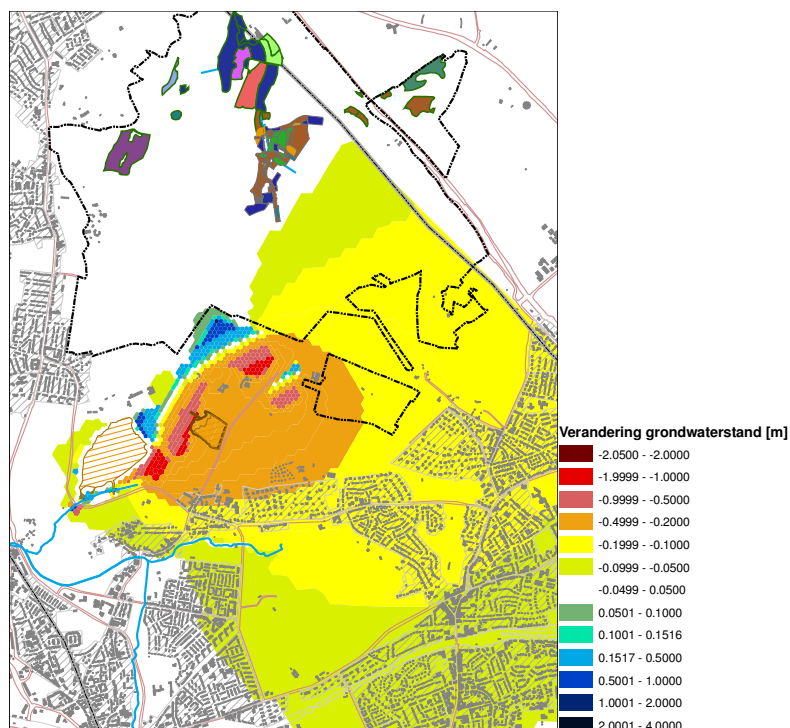 Verandering grondwaterstand [m]
-2.0500 - -2.0000
-1.9999 - -1.0000
-0.9999 - -0.5000
-0.4999 - -0.2000
-0.1999 - -0.1000
-0.0999 - -0.0500
-0.0499 - 0.0500
0.0501 - 0.1000
0.1001 - 0.1516
0.1517 - 0.5000
0.5001 - 1.0000
1.0001 - 2.0000
2.0001 - 4.0000